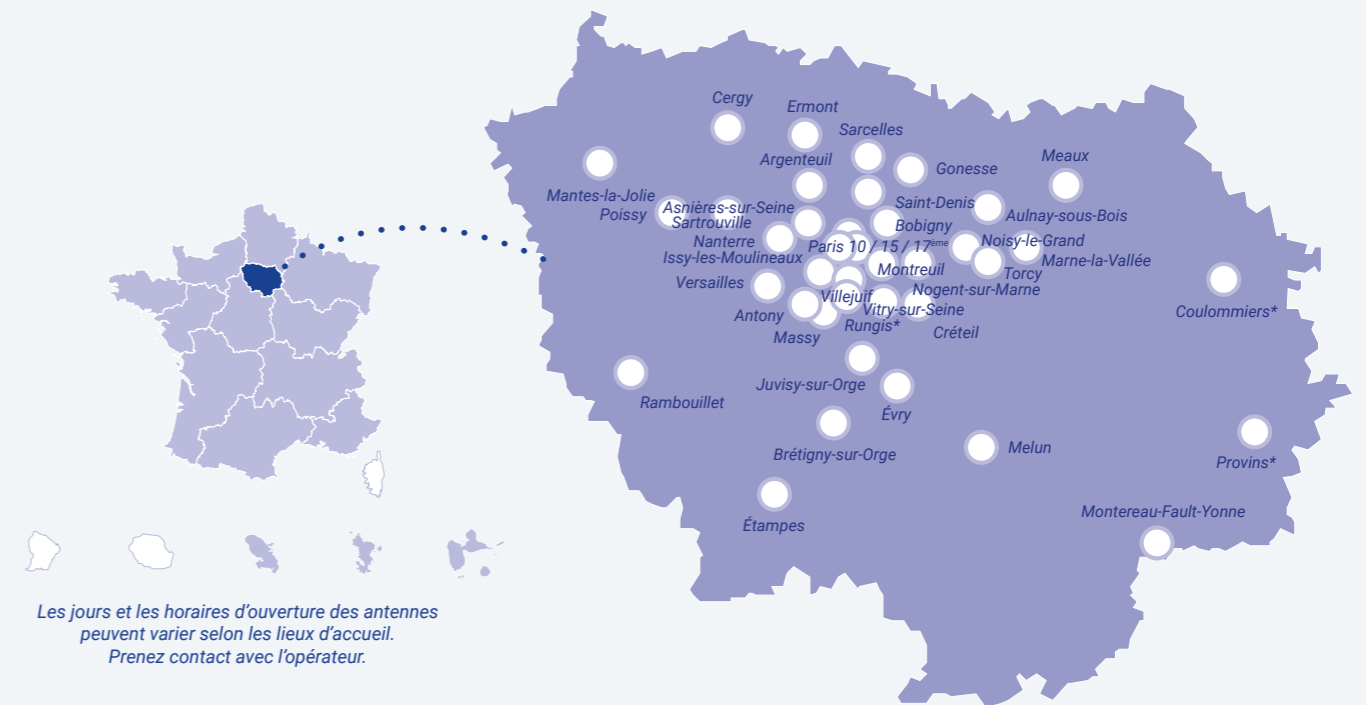 Cergy
Ermont
Sarcelles
Argenteuil
Gonesse
Meaux
Mantes-la-Jolie
Poissy
Asnières-sur-Seine
Saint-Denis
Aulnay-sous-Bois
Sartrouville
Bobigny
Nanterre
Paris 10 / 15 / 17ème
Noisy-le-Grand
Issy-les-Moulineaux
Marne-la-Vallée
Montreuil
Torcy
Versailles
Nogent-sur-Marne
Villejuif
Coulommiers*
Antony
Vitry-sur-Seine
Massy
Rungis*
Créteil
Juvisy-sur-Orge
Rambouillet
Évry
Brétigny-sur-Orge
Melun
Provins*
Étampes
Montereau-Fault-Yonne
Les jours et les horaires d’ouverture des antennes
peuvent varier selon les lieux d’accueil.
Prenez contact avec l’opérateur.